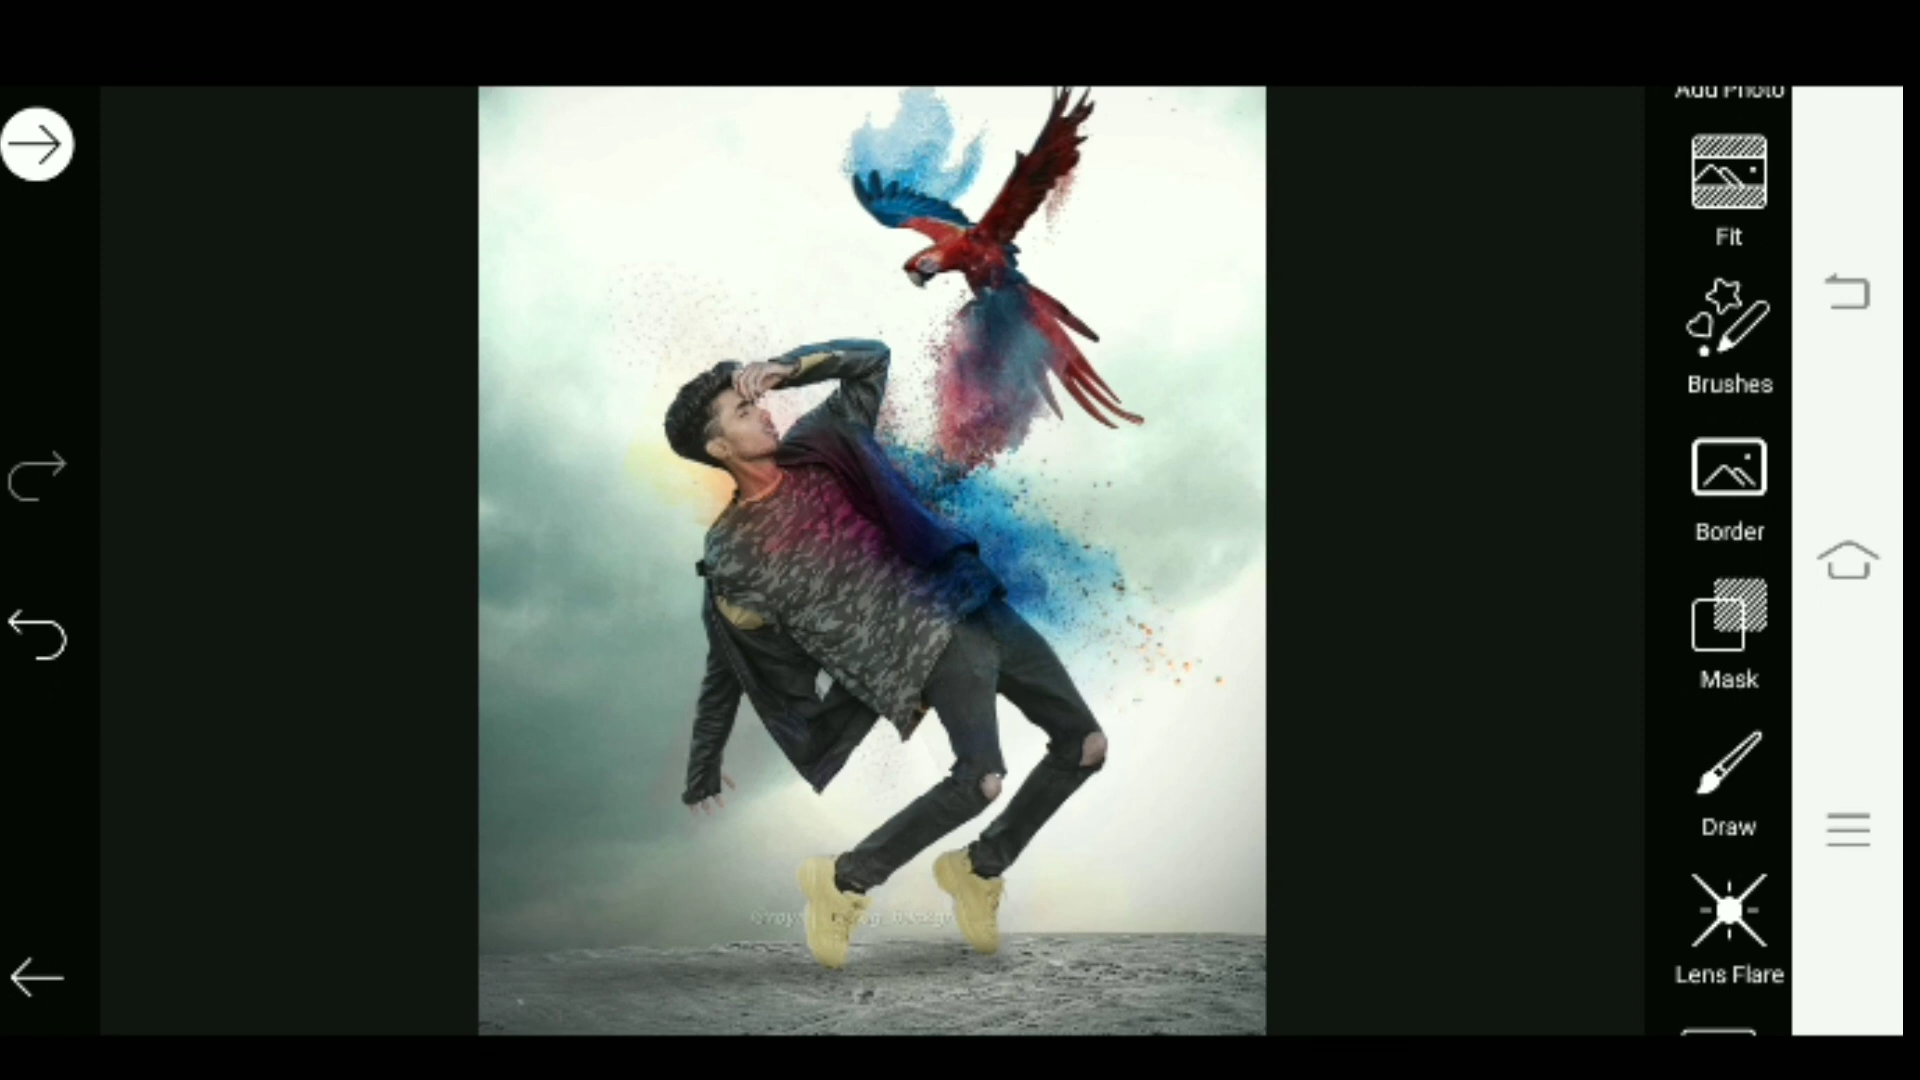 Add Photo
Fit
Brushes
Border
Mask
Draw
Lens Flare